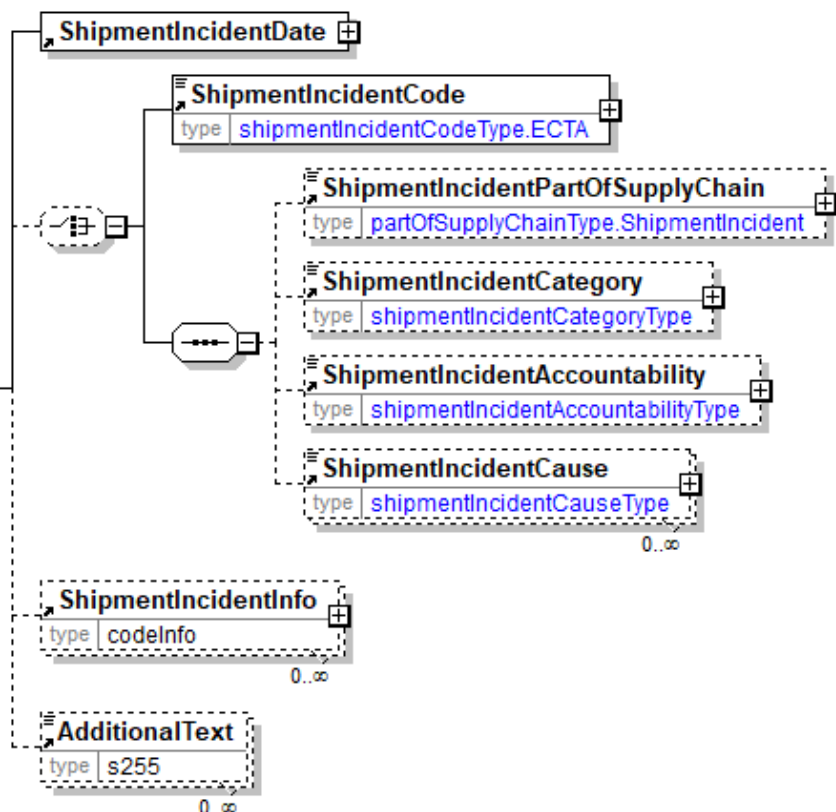 ShipmentIncidentDate
ShipmentIncidentCode
type shipmentIncidentCodeType.ECTA
ShipmentIncidentPartOfSupplyChain
type partOfSupplyChainType.ShipmentIncident
ShipmentIncidentCategory
type shipmentIncidentCategoryType
ShipmentIncidentAccountability
type shipmentIncidentAccountabilityType
ShipmentIncidentCause
type shipmentIncidentCauseType
0..∞
ShipmentIncidentInfo
type codeInfo
0..∞
AdditionalText
type s255
0..∞